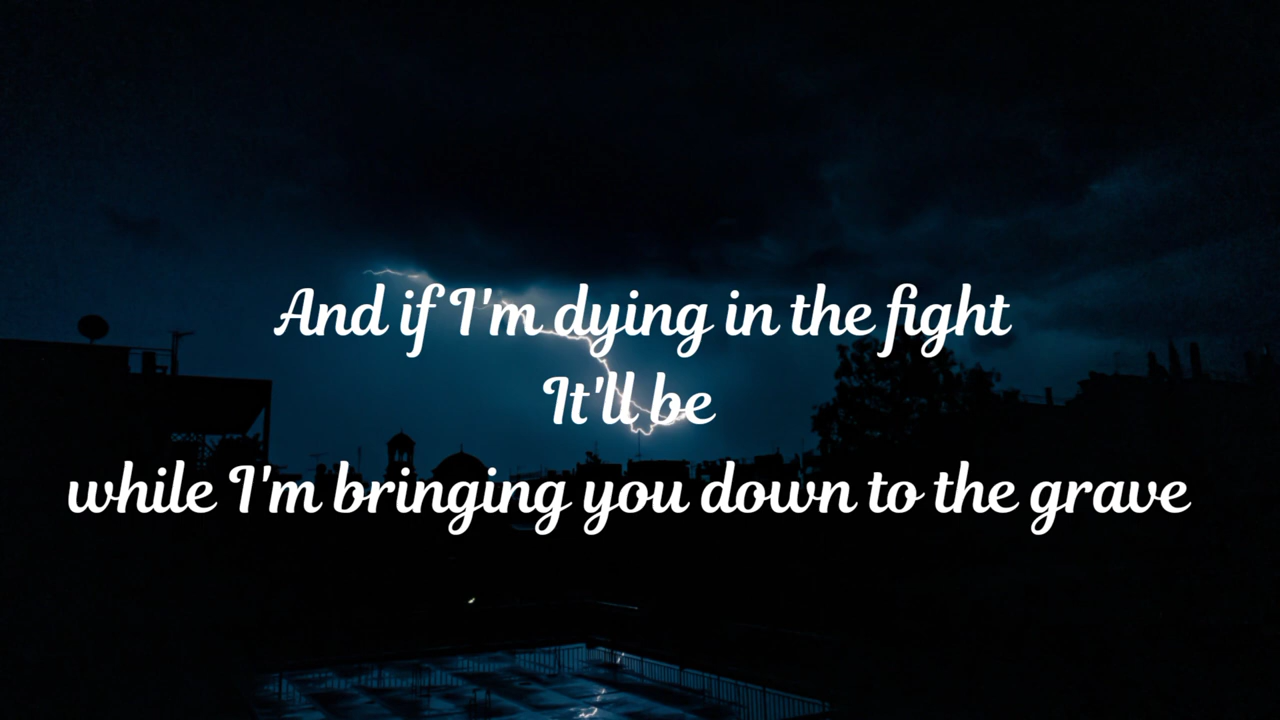 And if I'm dying in the fight
It'll be
while I'm bringing you down to the grave